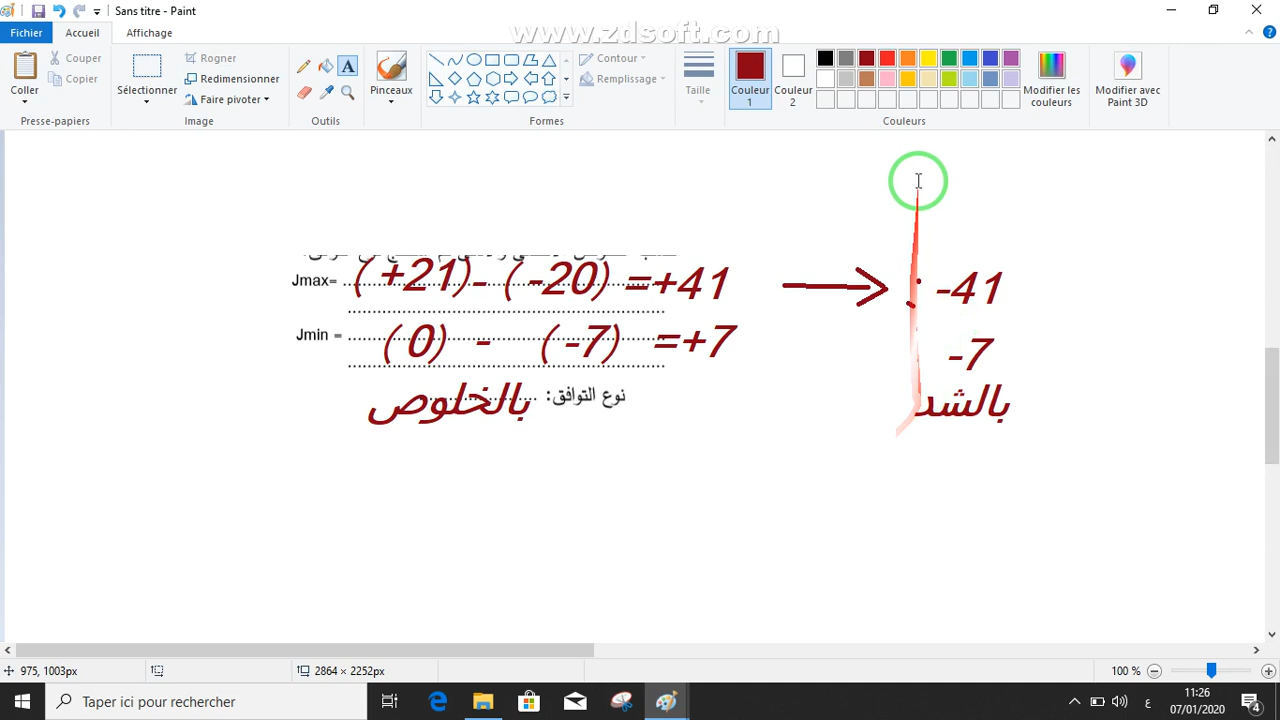 Sans titre - Paint
www.zdsoft.com
Fichier Accueil Affichage
Coller Couper Copier Sélectionner Rogner Redimensionner Faire pivoter Pinceaux Contour Remplissage Taille Couleur 1 Couleur 2 Modifier les couleurs Modifier avec Paint 3D
Presse-papiers Image Outils Formes Couleurs
Jmax= (+21)-(-20)=+41 -41
Jmin = (0) - (-7) =+7 -7
نوع التوافق: بالخلوص بالشد
975, 1003px 2864 × 2252px 100 %
Taper ici pour rechercher ع 11:26
07/01/2020 4